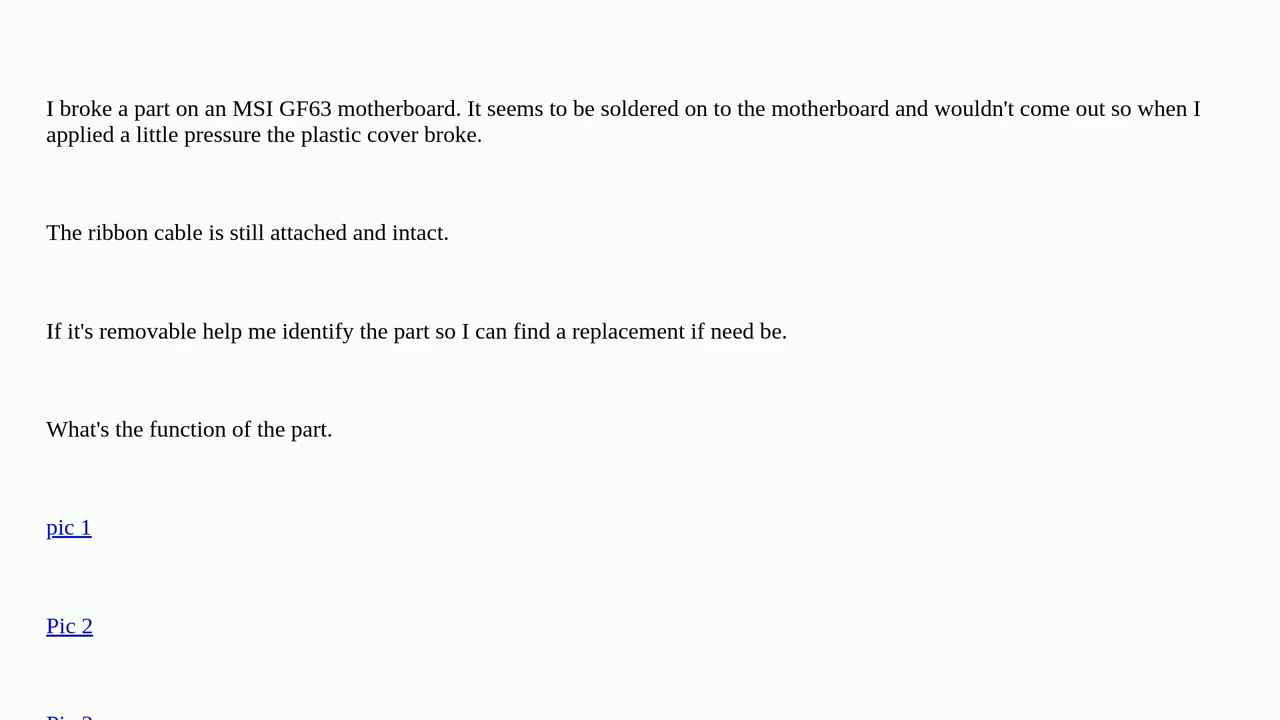 I broke a part on an MSI GF63 motherboard. It seems to be soldered on to the motherboard and wouldn't come out so when I
applied a little pressure the plastic cover broke.
The ribbon cable is still attached and intact.
If it's removable help me identify the part so I can find a replacement if need be.
What's the function of the part.
pic 1
Pic 2